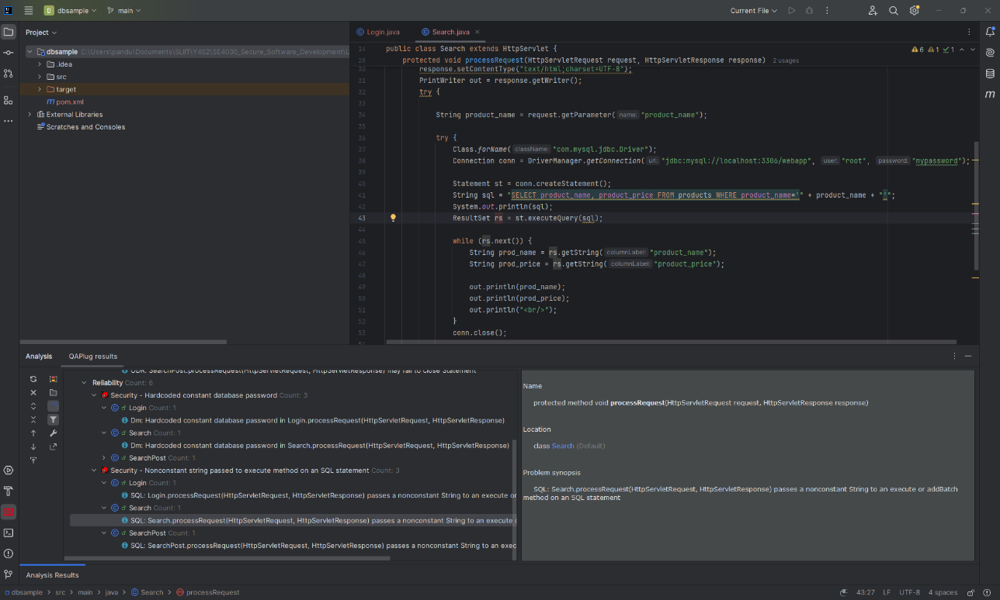 D dbsample main Current File
Project
Login.java Search.java
dbsample C:\Users\pandu\Documents\SLIIT\Y4S2\SE4030_Secure_Software_Development\L
.idea
src
target
pom.xml
External Libraries
Scratches and Consoles
6 1 1
14 public class Search extends HttpServlet {
28 protected void processRequest(HttpServletRequest request, HttpServletResponse response) 2 usages
30 response.setContentType("text/html;charset=UTF-8");
31 PrintWriter out = response.getWriter();
32 try {
33
34 String product_name = request.getParameter( name: "product_name");
35
36 try {
37 Class.forName( className: "com.mysql.jdbc.Driver");
38 Connection conn = DriverManager.getConnection( url: "jdbc:mysql://localhost:3306/webapp", user: "root", password: "mypassword");
39
40 Statement st = conn.createStatement();
41 String sql = "SELECT product_name, product_price FROM products WHERE product_name='" + product_name + "'";
42 System.out.println(sql);
43 ResultSet rs = st.executeQuery(sql);
44
45 while (rs.next()) {
46 String prod_name = rs.getString( columnLabel: "product_name");
47 String prod_price = rs.getString( columnLabel: "product_price");
48
49 out.println(prod_name);
50 out.println(prod_price);
51 out.println("<br/>");
52 }
53 conn.close();
Analysis QAPlug results
ODR: SearchPost.processRequest(HttpServletRequest, HttpServletResponse) may fail to close Statement
Reliability Count: 6
Security - Hardcoded constant database password Count: 3
Login Count: 1
Dm: Hardcoded constant database password in Login.processRequest(HttpServletRequest, HttpServletResponse)
Search Count: 1
Dm: Hardcoded constant database password in Search.processRequest(HttpServletRequest, HttpServletResponse)
SearchPost Count: 1
Security - Nonconstant string passed to execute method on an SQL statement Count: 3
Login Count: 1
SQL: Login.processRequest(HttpServletRequest, HttpServletResponse) passes a nonconstant String to an execute or
Search Count: 1
SQL: Search.processRequest(HttpServletRequest, HttpServletResponse) passes a nonconstant String to an execute
SearchPost Count: 1
SQL: SearchPost.processRequest(HttpServletRequest, HttpServletResponse) passes a nonconstant String to an exec
Name
protected method void processRequest(HttpServletRequest request, HttpServletResponse response)
Location
class Search (Default)
Problem synopsis
SQL: Search.processRequest(HttpServletRequest, HttpServletResponse) passes a nonconstant String to an execute or addBatch
method on an SQL statement
Analysis Results
dbsample > src > main > java > Search > processRequest 43:27 LF UTF-8 4 spaces